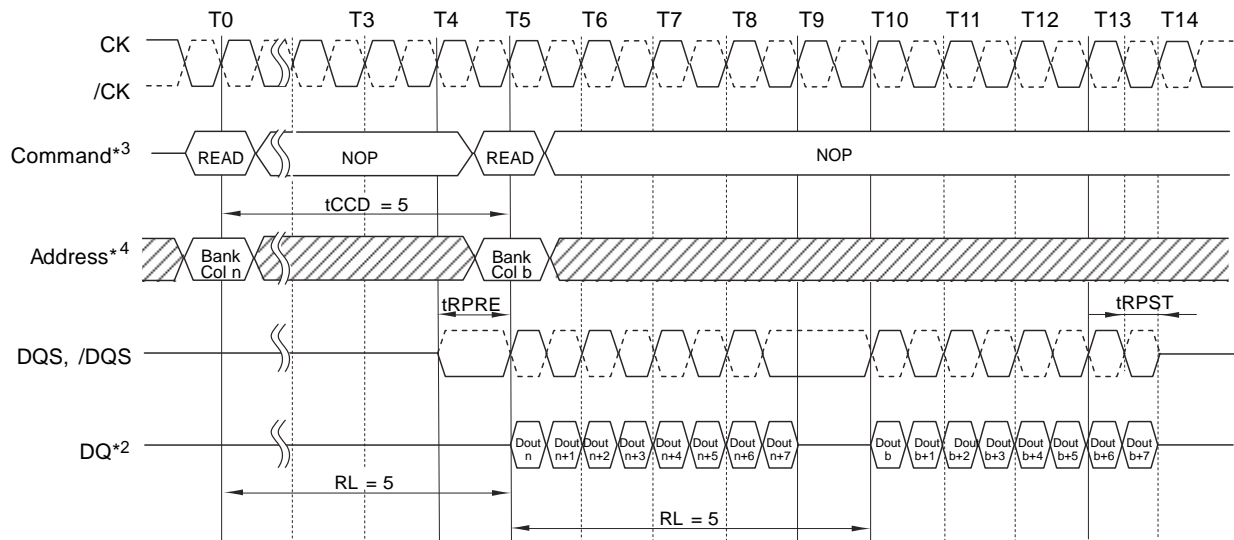 T0 T3 T4 T5 T6 T7 T8 T9 T10 T11 T12 T13 T14
CK
/CK
Command*3 READ NOP READ NOP
tCCD = 5
Address*4 Bank Col n Bank Col b
tRPRE tRPST
DQS, /DQS
DQ*2 Dout n Dout n+1 Dout n+2 Dout n+3 Dout n+4 Dout n+5 Dout n+6 Dout n+7 Dout b Dout b+1 Dout b+2 Dout b+3 Dout b+4 Dout b+5 Dout b+6 Dout b+7
RL = 5
RL = 5